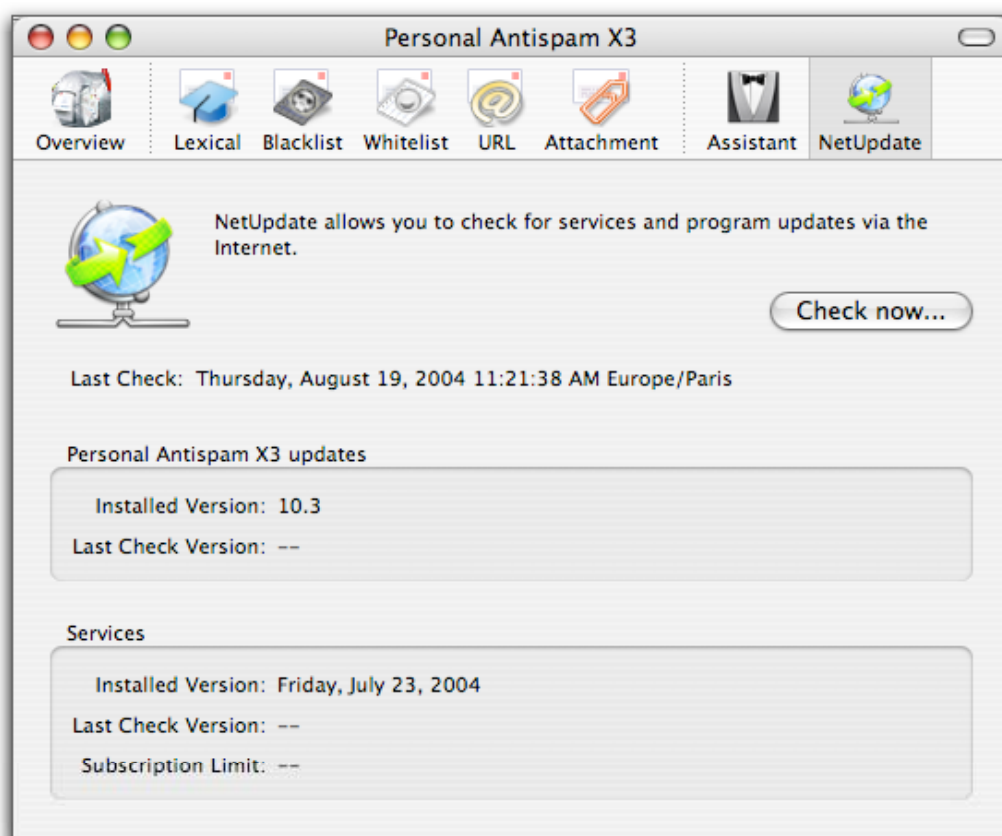 Personal Antispam X3
Overview Lexical Blacklist Whitelist URL Attachment Assistant NetUpdate
NetUpdate allows you to check for services and program updates via the
Internet.
Check now...
Last Check: Thursday, August 19, 2004 11:21:38 AM Europe/Paris
Personal Antispam X3 updates
Installed Version: 10.3
Last Check Version: --
Services
Installed Version: Friday, July 23, 2004
Last Check Version: --
Subscription Limit: --